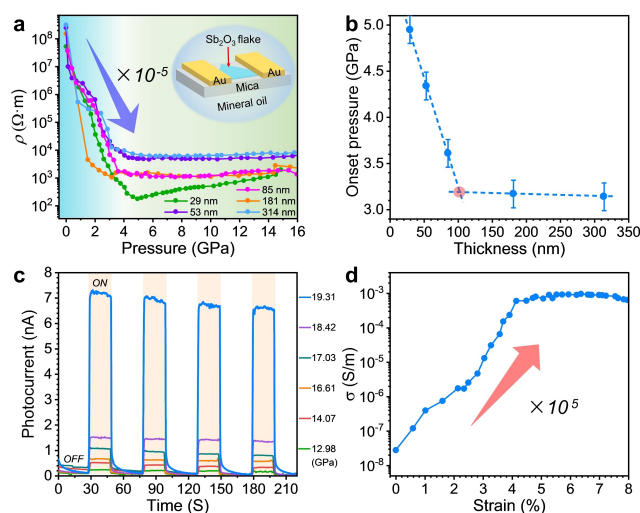 a
10⁸
10⁷
10⁶
10⁵
10⁴
10³
10²
ρ (Ω·m)
×10⁻⁵
Sb₂O₃ flake
Au
Au
Mica
Mineral oil
85 nm
29 nm
181 nm
53 nm
314 nm
0 2 4 6 8 10 12 14 16
Pressure (GPa)
b
5.0
4.5
4.0
3.5
3.0
Onset pressure (GPa)
0 50 100 150 200 250 300 350
Thickness (nm)
c
8
7
6
5
4
3
2
1
0
Photocurrent (nA)
ON
OFF
19.31
18.42
17.03
16.61
14.07
12.98
(GPa)
0 30 60 90 120 150 180 210
Time (S)
d
10⁻²
10⁻³
10⁻⁴
10⁻⁵
10⁻⁶
10⁻⁷
10⁻⁸
σ (S/m)
×10⁵
0 1 2 3 4 5 6 7 8
Strain (%)